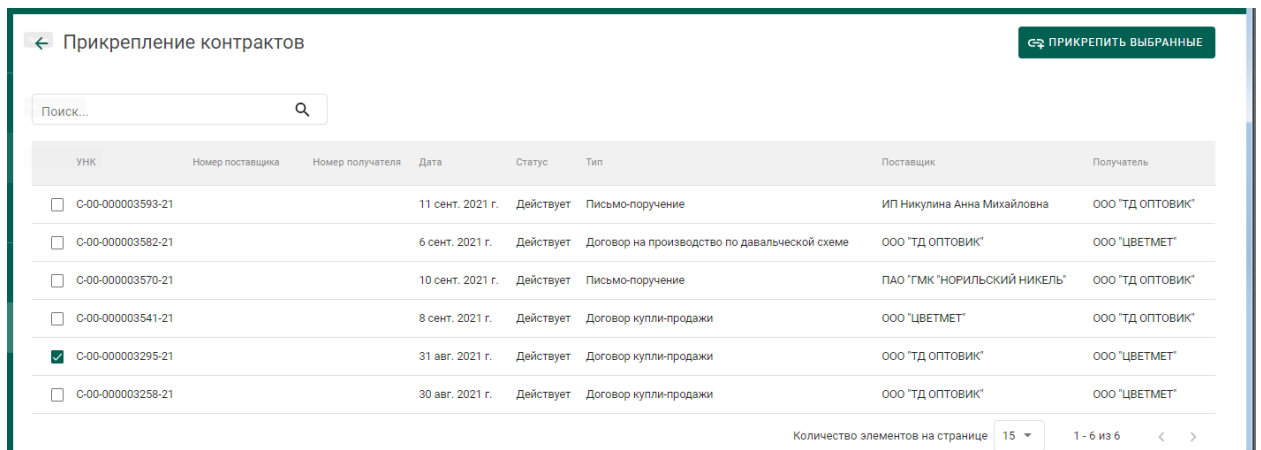 Прикрепление контрактов
ПРИКРЕПИТЬ ВЫБРАННЫЕ
Поиск...
УНК Номер поставщика Номер получателя Дата Статус Тип Поставщик Получатель
С-00-000003593-21 11 сент. 2021 г. Действует Письмо-поручение ИП Никулина Анна Михайловна ООО "ТД ОПТОВИК"
С-00-000003582-21 6 сент. 2021 г. Действует Договор на производство по давальческой схеме ООО "ТД ОПТОВИК" ООО "ЦВЕТМЕТ"
С-00-000003570-21 10 сент. 2021 г. Действует Письмо-поручение ПАО "ГМК "НОРИЛЬСКИЙ НИКЕЛЬ" ООО "ТД ОПТОВИК"
С-00-000003541-21 8 сент. 2021 г. Действует Договор купли-продажи ООО "ЦВЕТМЕТ" ООО "ТД ОПТОВИК"
С-00-000003295-21 31 авг. 2021 г. Действует Договор купли-продажи ООО "ТД ОПТОВИК" ООО "ЦВЕТМЕТ"
С-00-000003258-21 30 авг. 2021 г. Действует Договор купли-продажи ООО "ТД ОПТОВИК" ООО "ЦВЕТМЕТ"
Количество элементов на странице 15 1 - 6 из 6